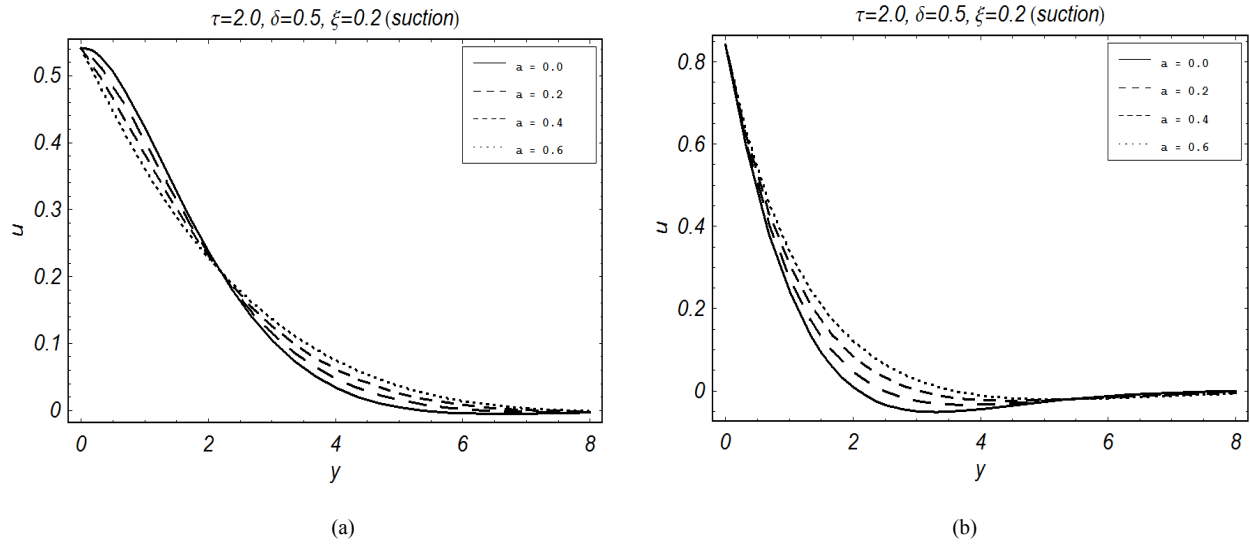 τ=2.0, δ=0.5, ξ=0.2 (suction)
a = 0.0
a = 0.2
a = 0.4
a = 0.6
0.5
0.4
0.3
0.2
0.1
0
u
0 2 4 6 8
y
(a)
τ=2.0, δ=0.5, ξ=0.2 (suction)
a = 0.0
a = 0.2
a = 0.4
a = 0.6
0.8
0.6
0.4
0.2
0
u
0 2 4 6 8
y
(b)